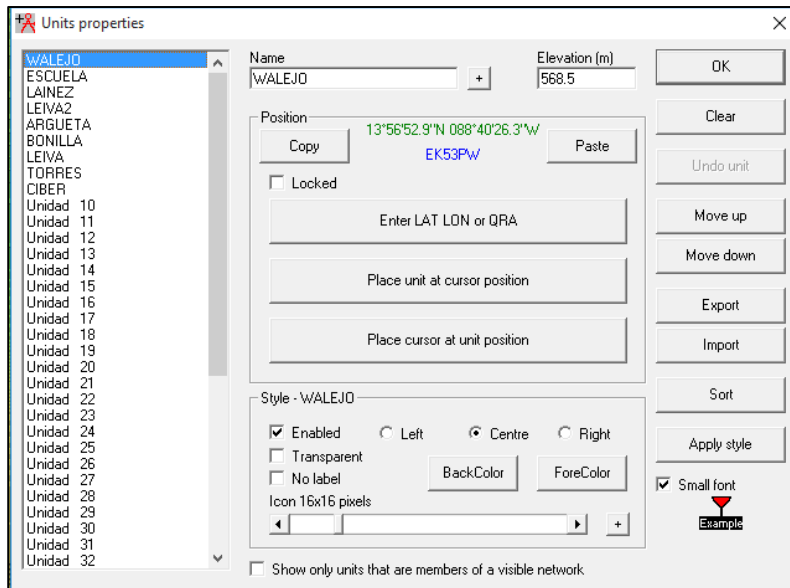 Units properties
WALEJO
ESCUELA
LAINEZ
LEIVA2
ARGUETA
BONILLA
LEIVA
TORRES
CIBER
Unidad 10
Unidad 11
Unidad 12
Unidad 13
Unidad 14
Unidad 15
Unidad 16
Unidad 17
Unidad 18
Unidad 19
Unidad 20
Unidad 21
Unidad 22
Unidad 23
Unidad 24
Unidad 25
Unidad 26
Unidad 27
Unidad 28
Unidad 29
Unidad 30
Unidad 31
Unidad 32
Name
WALEJO
+
Elevation (m)
568.5
Position
Copy
13°56'52.9"N 088°40'26.3"W
EK53PW
Paste
Locked
Enter LAT LON or QRA
Place unit at cursor position
Place cursor at unit position
Style - WALEJO
Enabled
Left
Centre
Right
Transparent
No label
BackColor
ForeColor
Icon 16x16 pixels
+
Show only units that are members of a visible network
OK
Clear
Undo unit
Move up
Move down
Export
Import
Sort
Apply style
Small font
Example